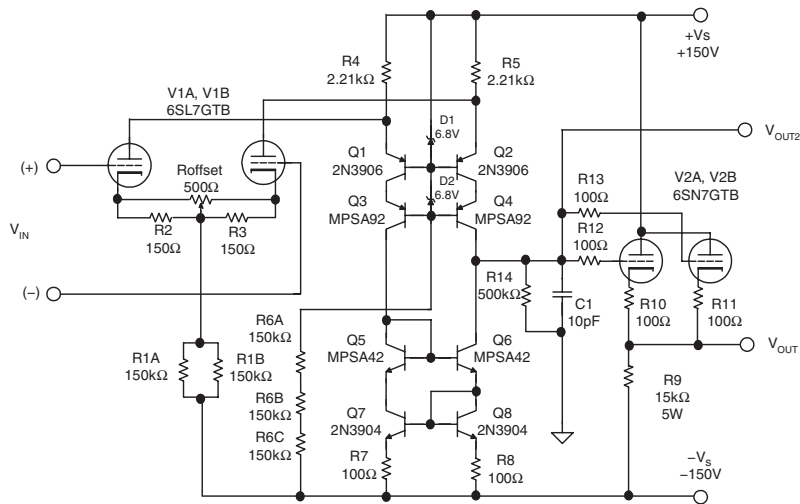 +Vs
+150V
R4
2.21kΩ
R5
2.21kΩ
V1A, V1B
6SL7GTB
D1
6.8V
VOUT2
(+)
Q1
2N3906
Q2
2N3906
Roffset
500Ω
D2
6.8V
R13
100Ω
V2A, V2B
6SN7GTB
Q3
MPSA92
Q4
MPSA92
R12
100Ω
R2
150Ω
R3
150Ω
VIN
R14
500kΩ
C1
10pF
R10
100Ω
R11
100Ω
(−)
R6A
150kΩ
Q5
MPSA42
Q6
MPSA42
VOUT
R1A
150kΩ
R1B
150kΩ
R9
15kΩ
5W
R6B
150kΩ
Q7
2N3904
Q8
2N3904
R6C
150kΩ
R7
100Ω
R8
100Ω
−Vs
−150V